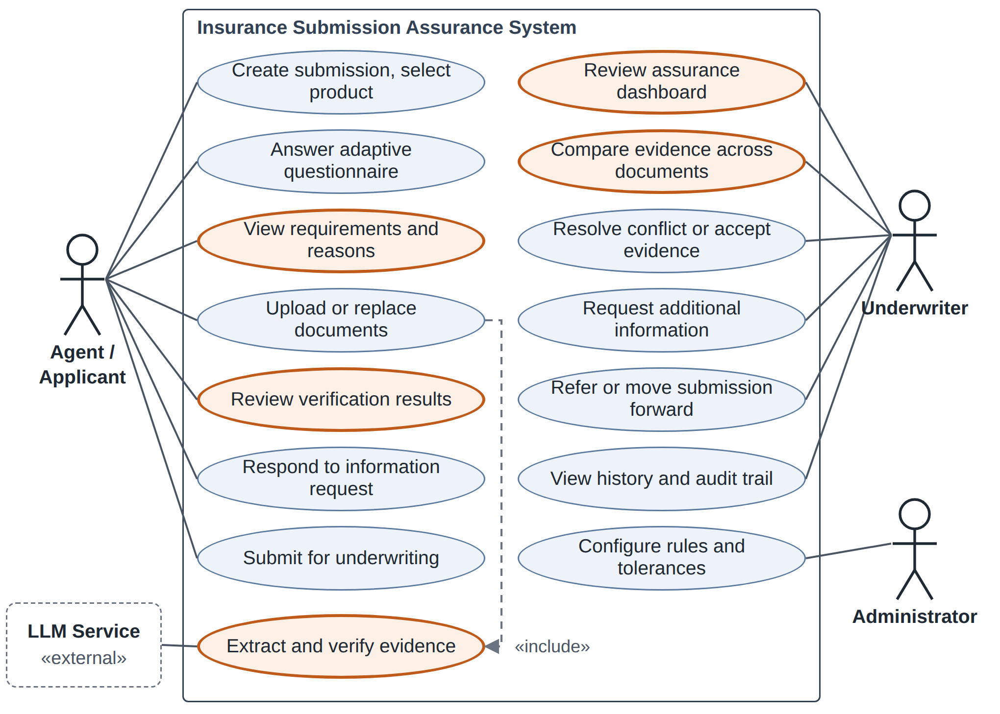 Insurance Submission Assurance System
Create submission, select
product
Answer adaptive
questionnaire
View requirements and
reasons
Upload or replace
documents
Review verification results
Respond to information
request
Submit for underwriting
Extract and verify evidence
Review assurance
dashboard
Compare evidence across
documents
Resolve conflict or accept
evidence
Request additional
information
Refer or move submission
forward
View history and audit trail
Configure rules and
tolerances
«include»
Agent /
Applicant
LLM Service
«external»
Underwriter
Administrator